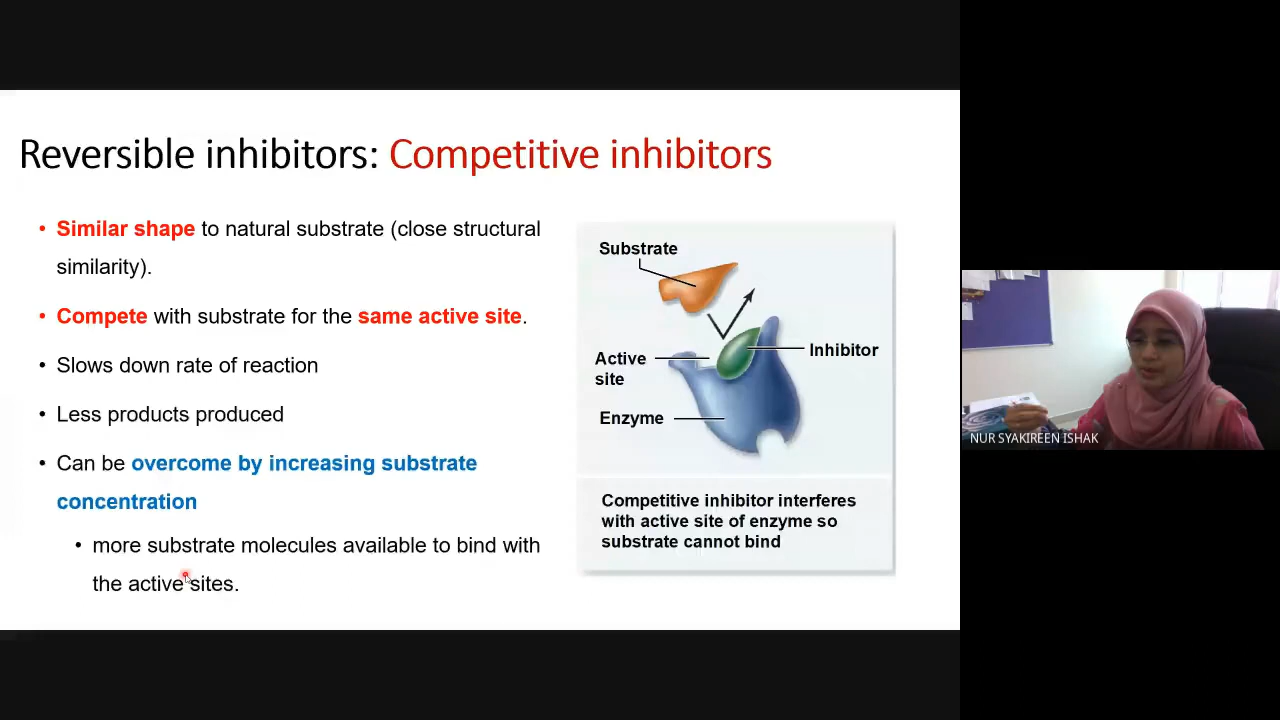 Reversible inhibitors: Competitive inhibitors
• Similar shape to natural substrate (close structural
similarity).
• Compete with substrate for the same active site.
• Slows down rate of reaction
• Less products produced
• Can be overcome by increasing substrate
concentration
• more substrate molecules available to bind with
the active sites.
Substrate
Active
site
Inhibitor
Enzyme
Competitive inhibitor interferes
with active site of enzyme so
substrate cannot bind
NUR SYAKIREEN ISHAK